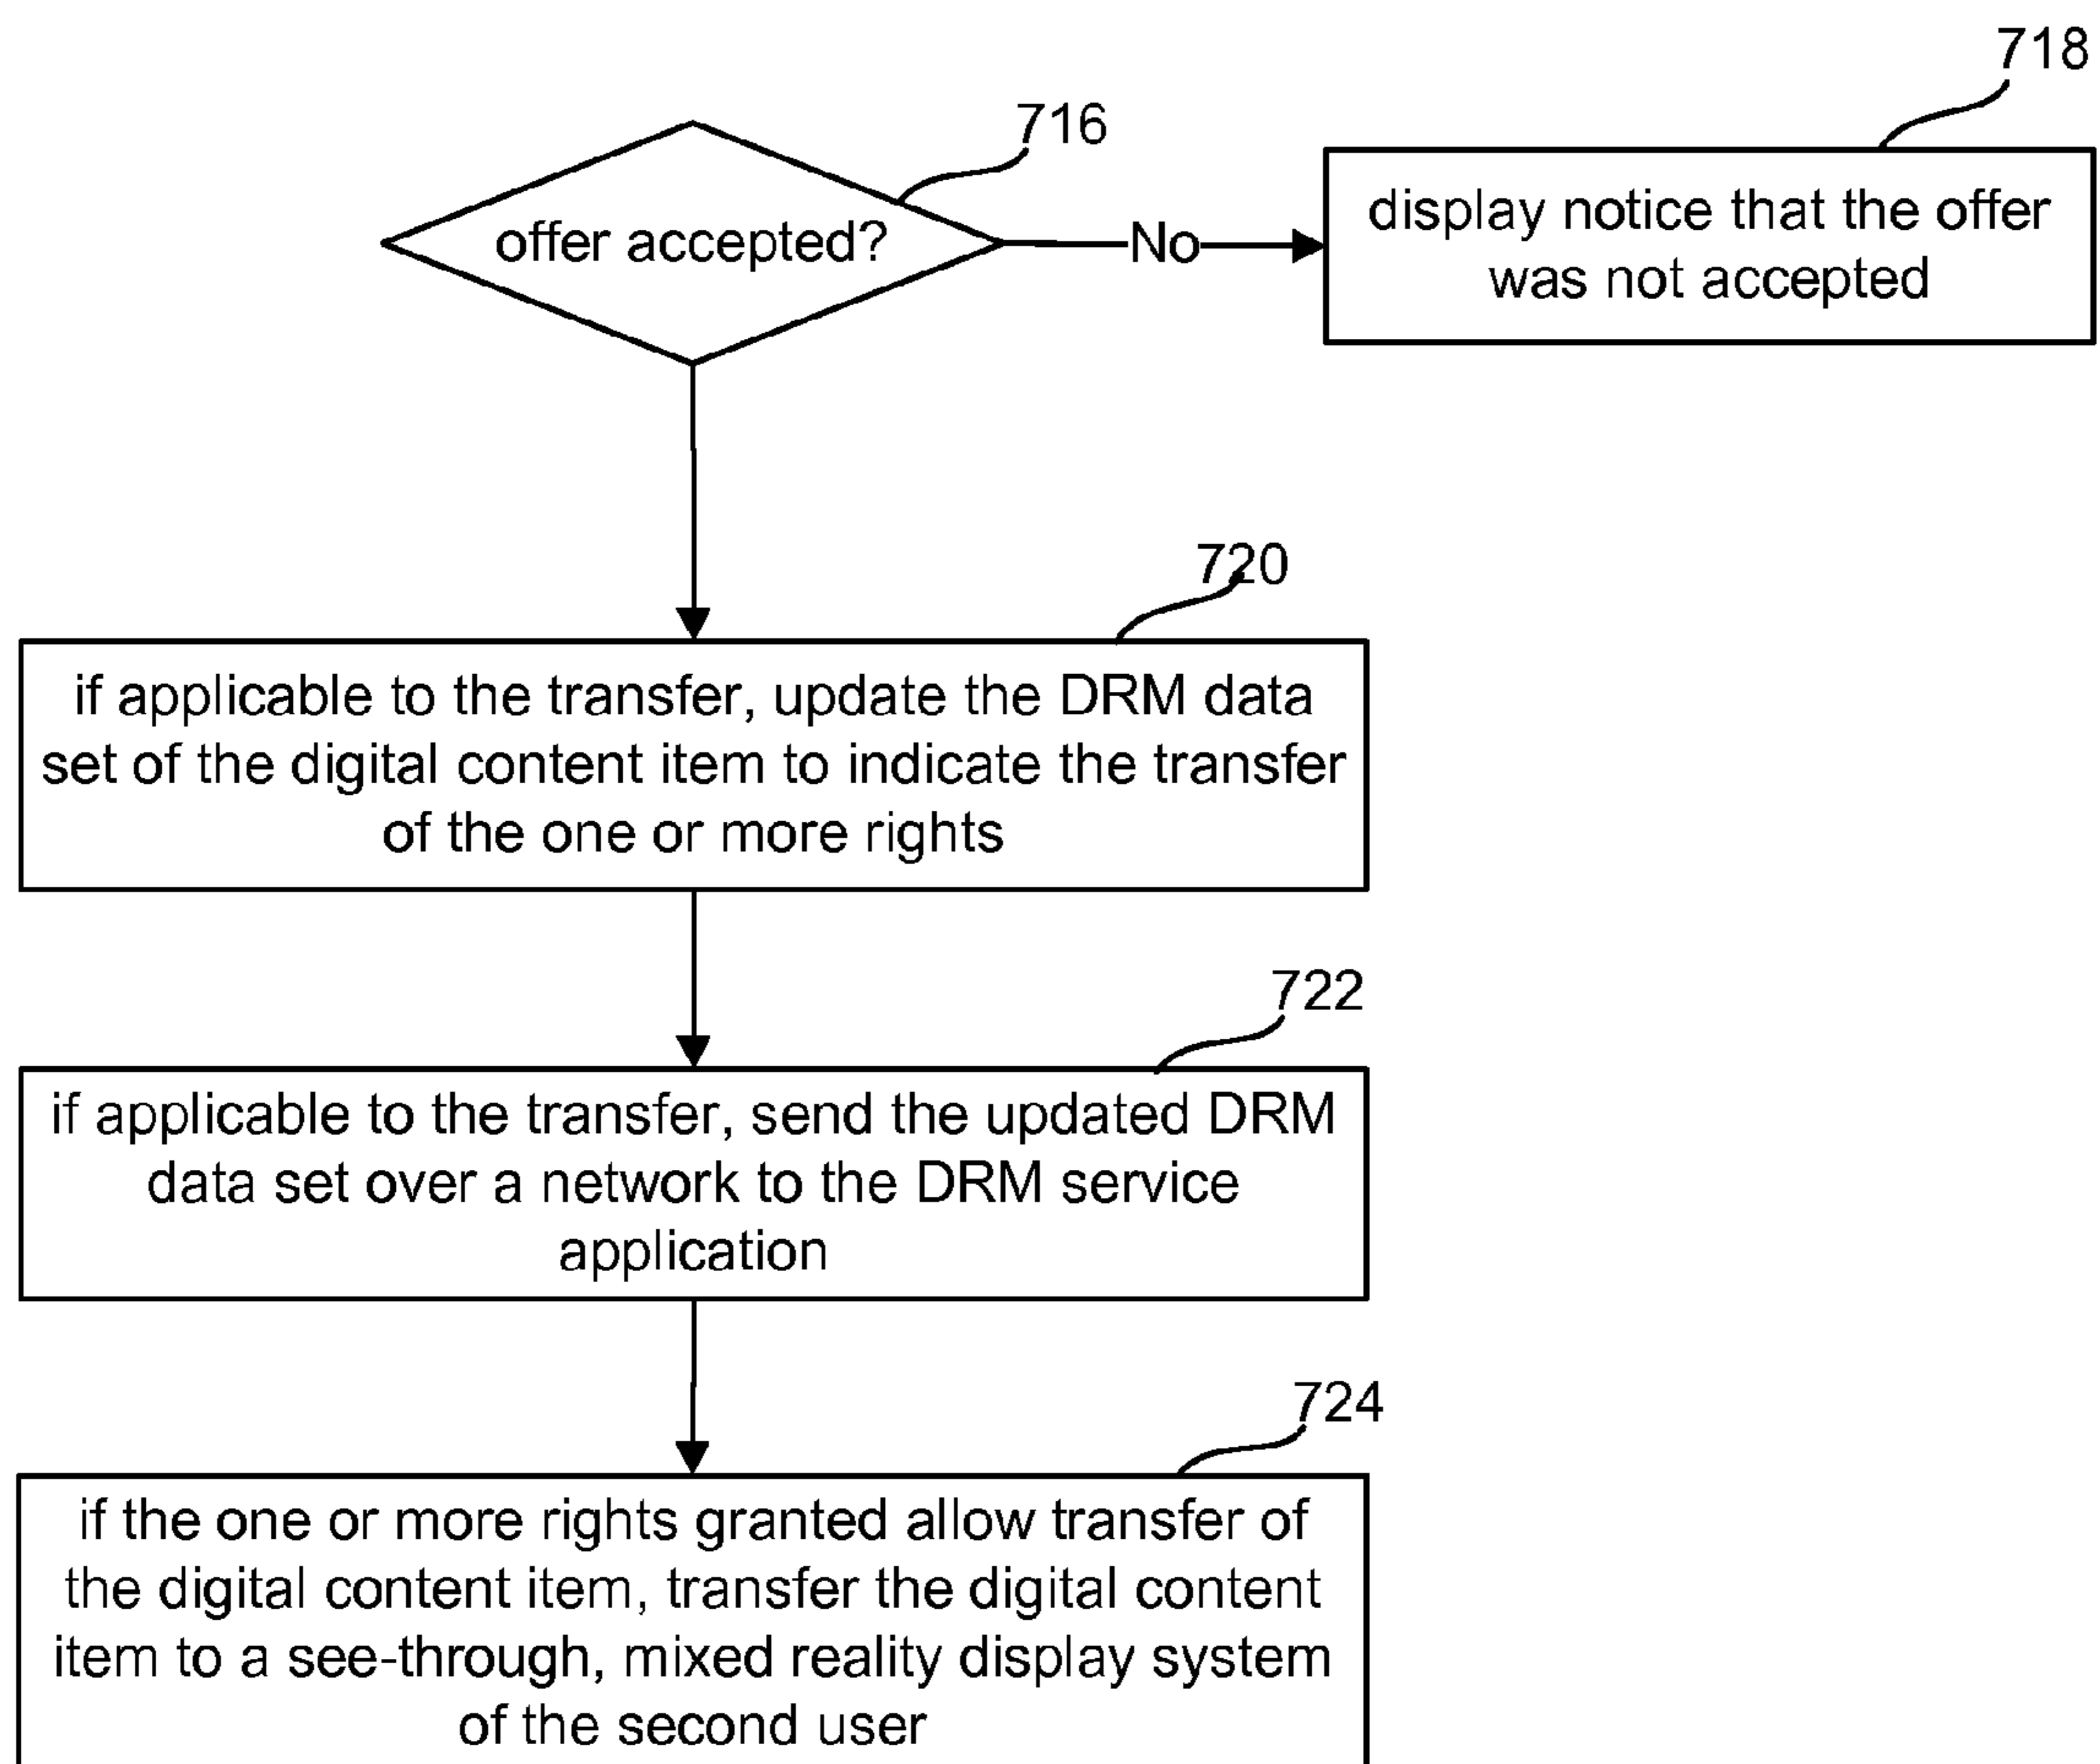 718
716
offer accepted?
No
display notice that the offer
was not accepted
720
if applicable to the transfer, update the DRM data
set of the digital content item to indicate the transfer
of the one or more rights
722
if applicable to the transfer, send the updated DRM
data set over a network to the DRM service
application
724
if the one or more rights granted allow transfer of
the digital content item, transfer the digital content
item to a see-through, mixed reality display system
of the second user